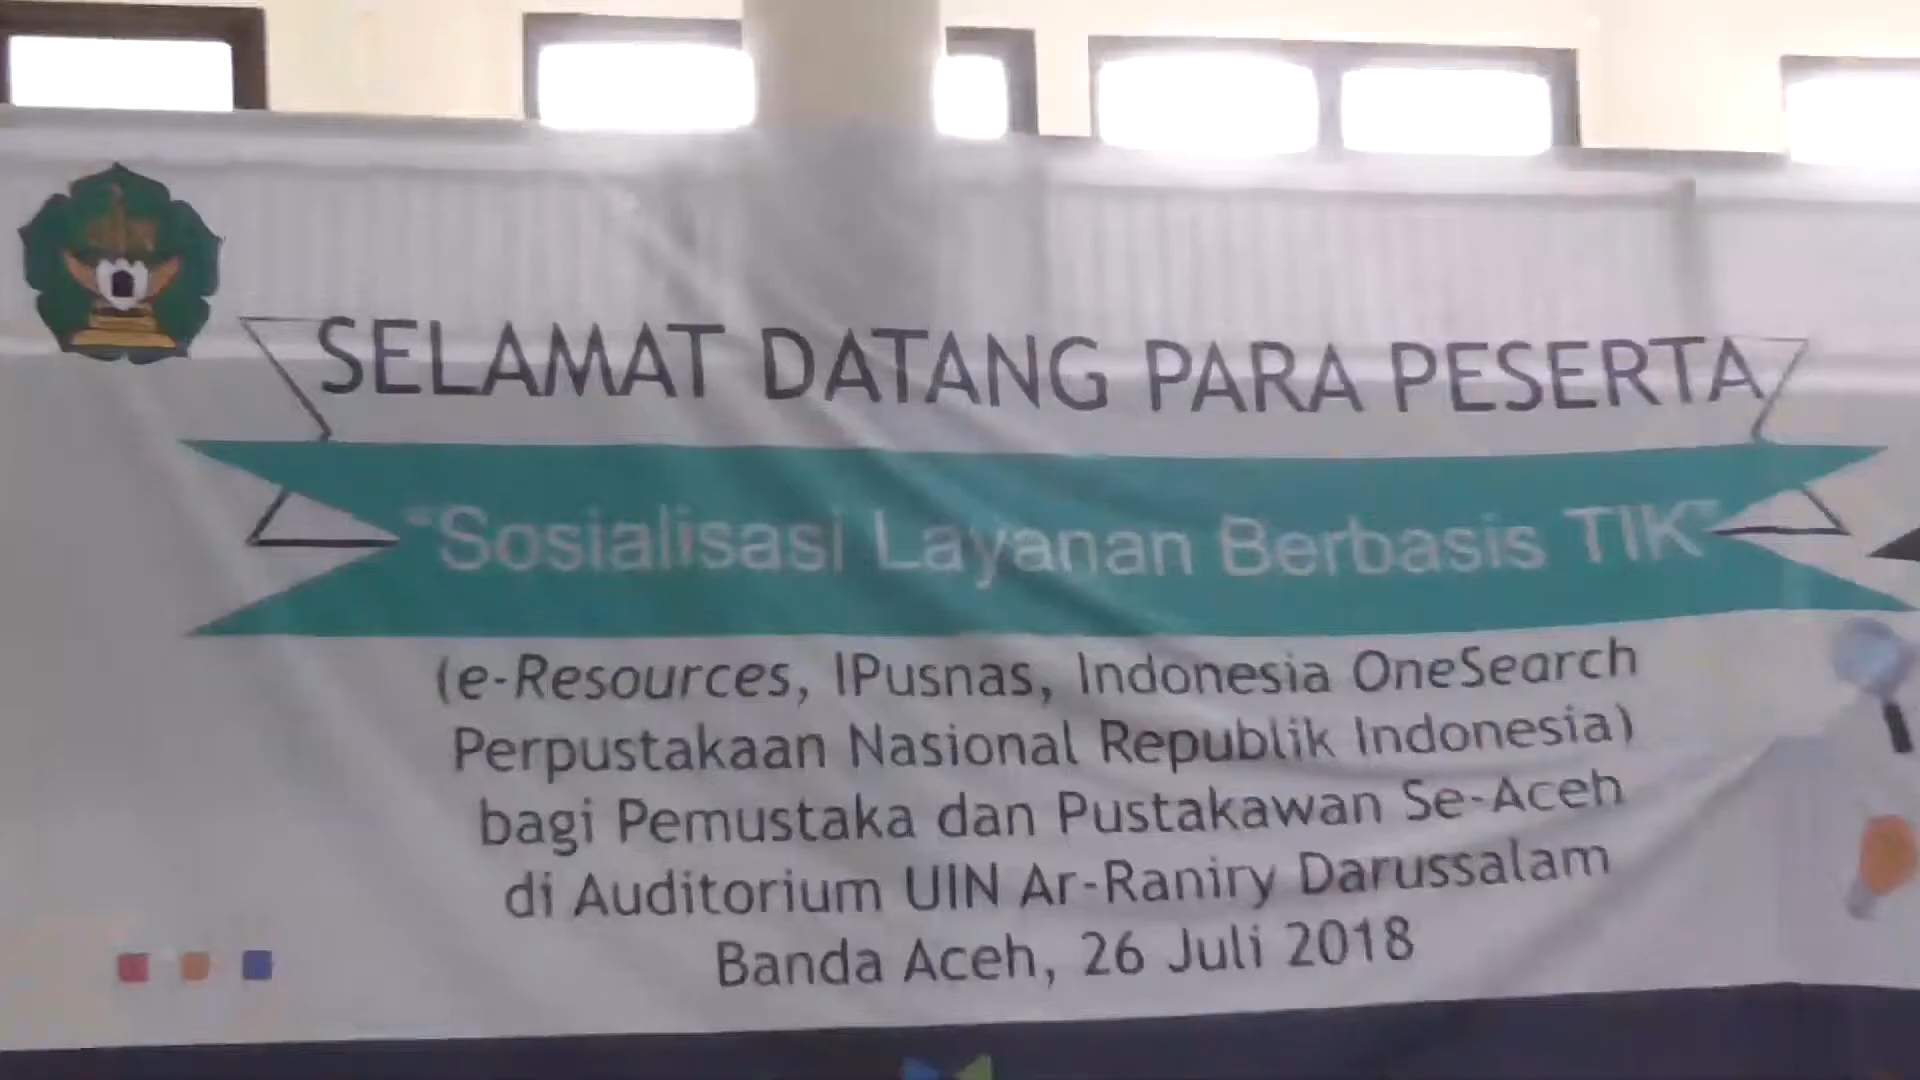 SELAMAT DATANG PARA PESERTA
"Sosialisasi Layanan Berbasis TIK"
(e-Resources, IPusnas, Indonesia OneSearch
Perpustakaan Nasional Republik Indonesia)
bagi Pemustaka dan Pustakawan Se-Aceh
di Auditorium UIN Ar-Raniry Darussalam
Banda Aceh, 26 Juli 2018